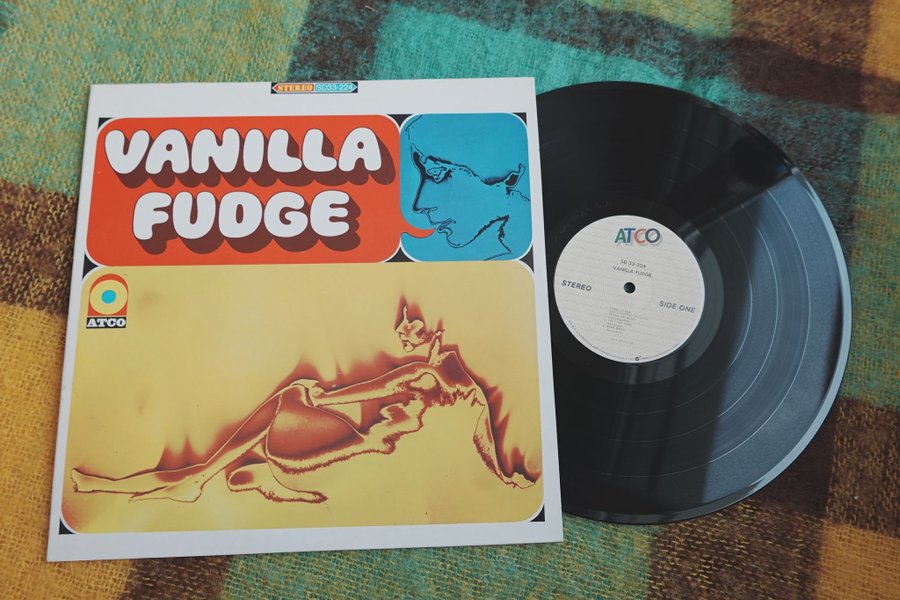 STEREO SD33-224
VANILLA
FUDGE
ATCO
ATCO
SD 33-224
VANILLA FUDGE
STEREO
SIDE ONE